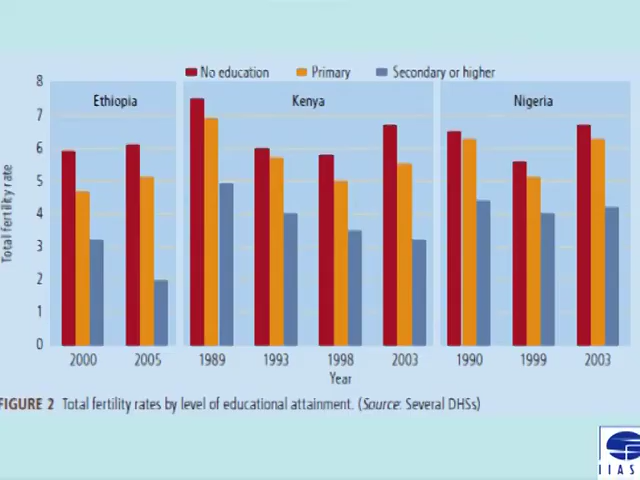 No education Primary Secondary or higher
Ethiopia Kenya Nigeria
Total fertility rate
8
7
6
5
4
3
2
1
0
2000 2005 1989 1993 1998 2003 1990 1999 2003
Year
FIGURE 2 Total fertility rates by level of educational attainment. (Source: Several DHSs)
IIAS